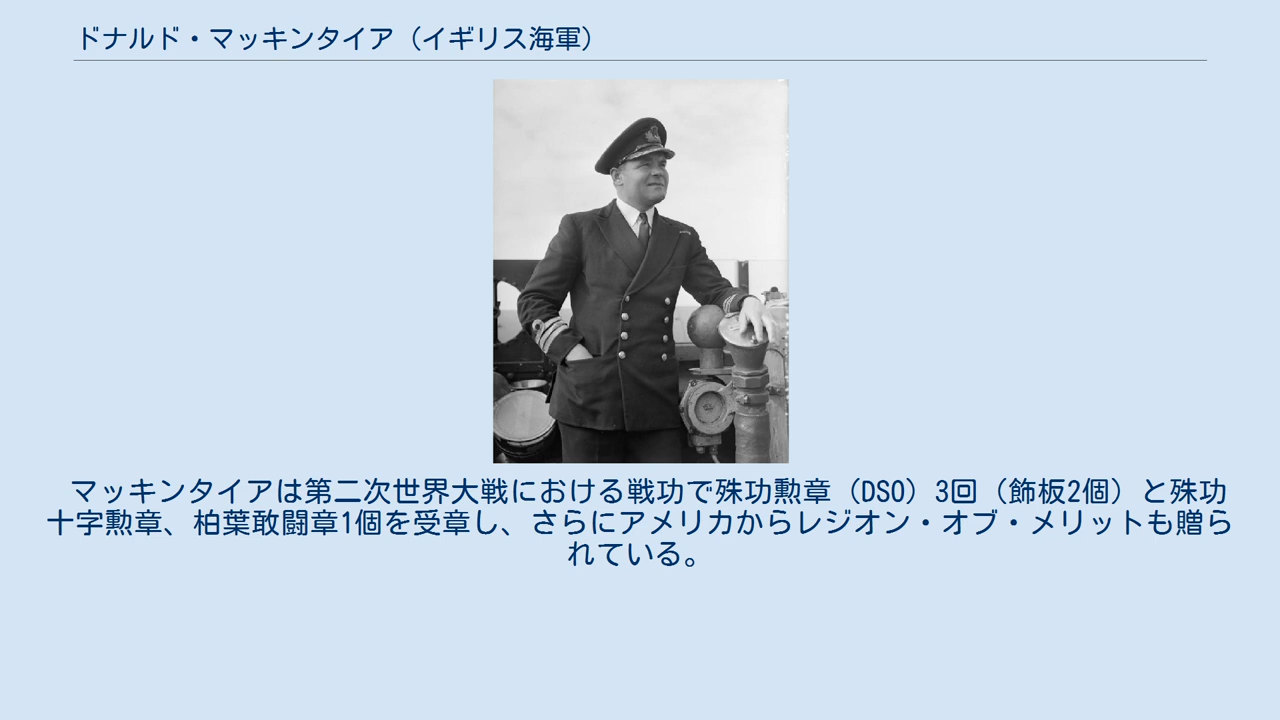 ドナルド・マッキンタイア（イギリス海軍）
マッキンタイアは第二次世界大戦における戦功で殊功勲章（DSO）3回（飾板2個）と殊功
十字勲章、柏葉敢闘章1個を受章し、さらにアメリカからレジオン・オブ・メリットも贈ら
れている。